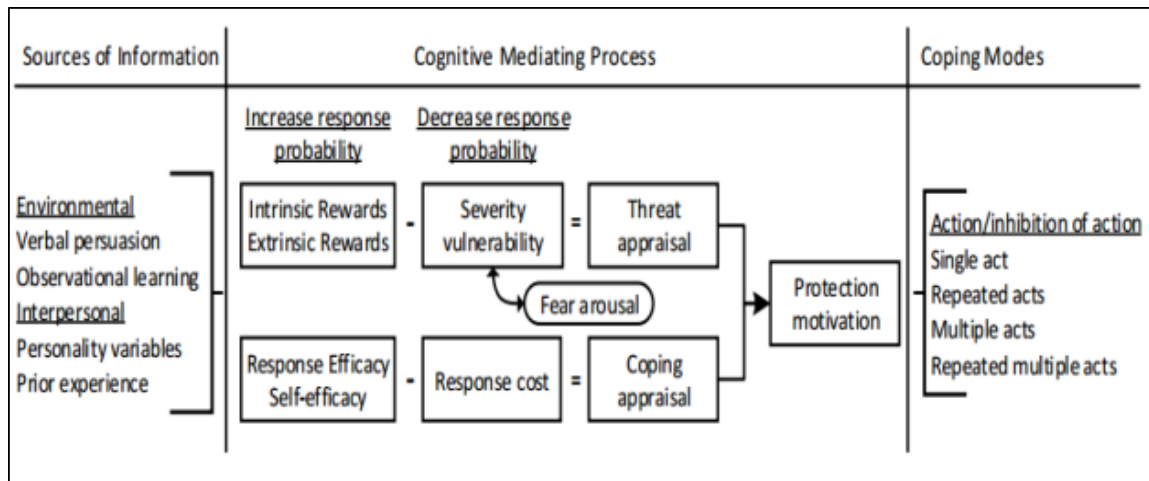 Sources of Information
Cognitive Mediating Process
Coping Modes
Increase response
probability
Decrease response
probability
Environmental
Verbal persuasion
Observational learning
Interpersonal
Personality variables
Prior experience
Intrinsic Rewards
Extrinsic Rewards
-
Severity
vulnerability
=
Threat
appraisal
Fear arousal
Response Efficacy
Self-efficacy
-
Response cost
=
Coping
appraisal
Protection
motivation
Action/inhibition of action
Single act
Repeated acts
Multiple acts
Repeated multiple acts